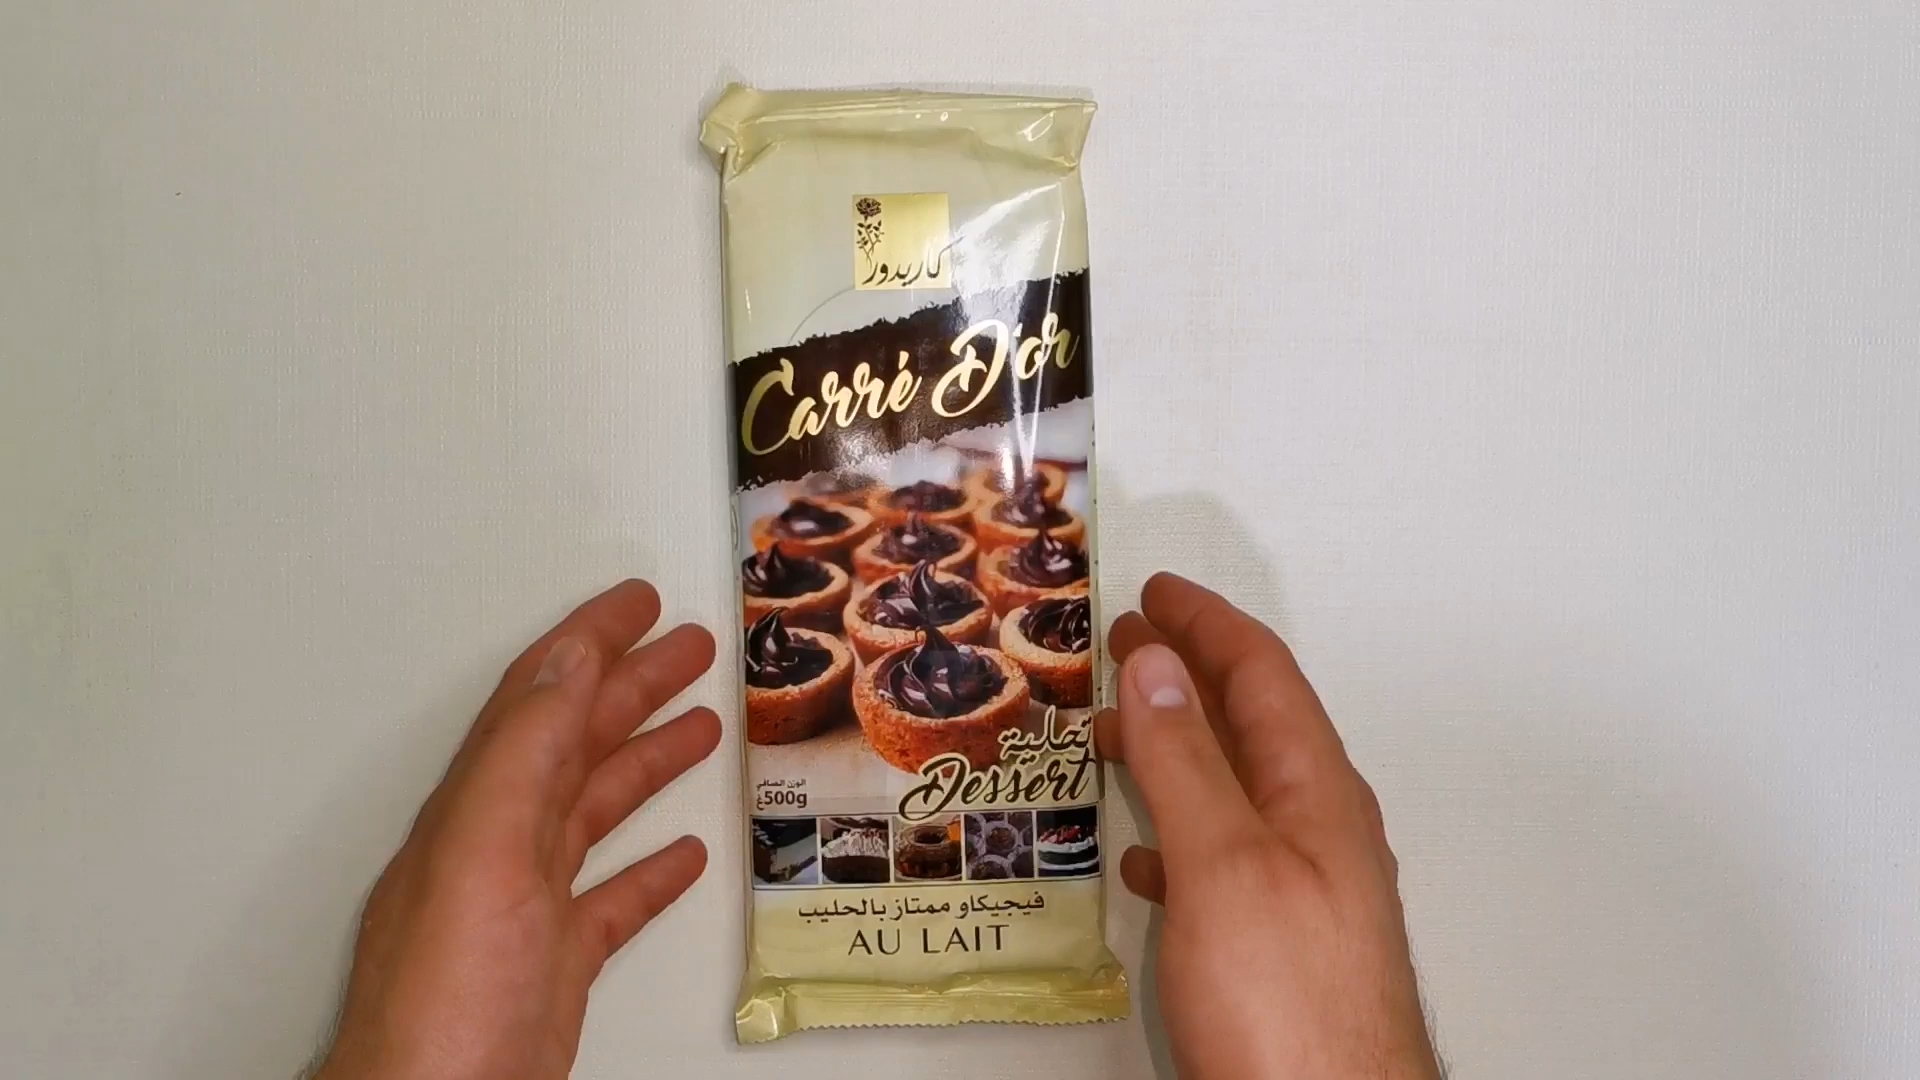 كاريدور
Carré D'or
تحلية
Dessert
الوزن الصافي
500g غ
فيجيكاو ممتاز بالحليب
AU LAIT